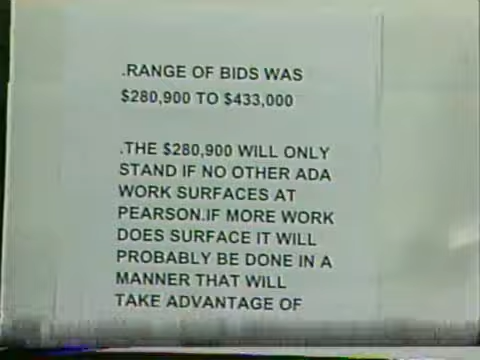 .RANGE OF BIDS WAS
$280,900 TO $433,000
.THE $280,900 WILL ONLY
STAND IF NO OTHER ADA
WORK SURFACES AT
PEARSON.IF MORE WORK
DOES SURFACE IT WILL
PROBABLY BE DONE IN A
MANNER THAT WILL
TAKE ADVANTAGE OF